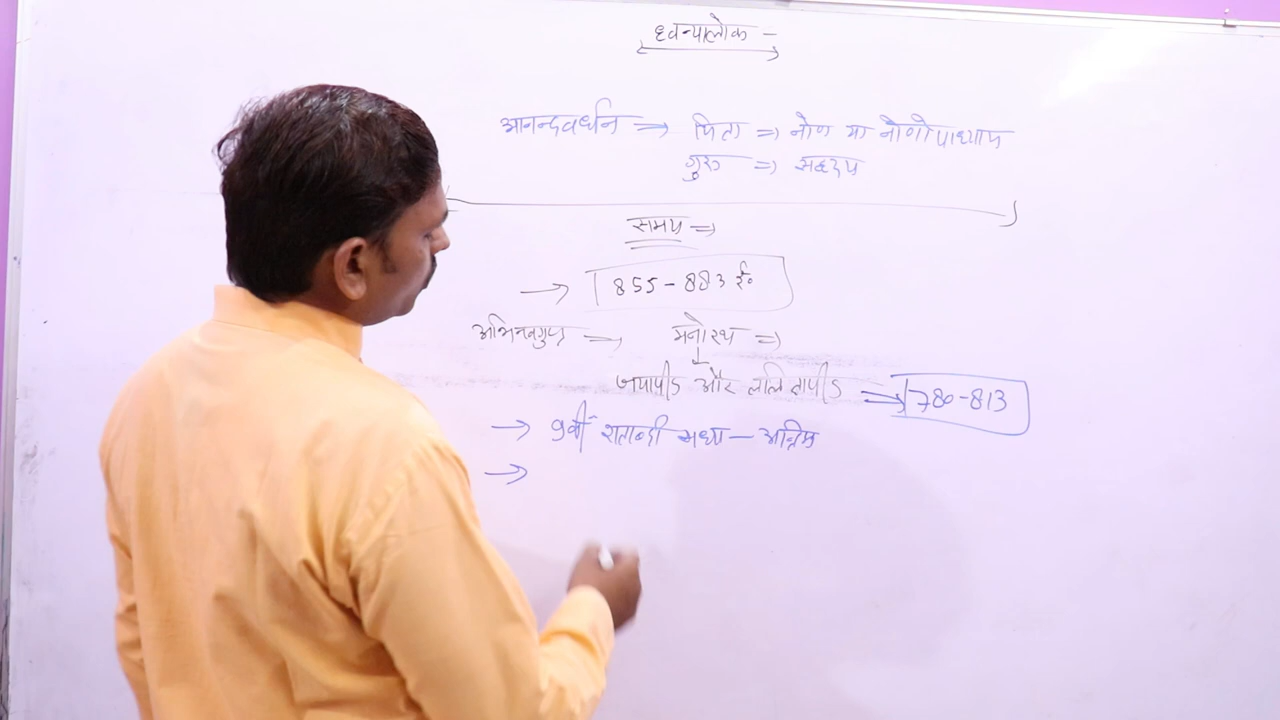 ध्वन्यालोक –
आनन्दवर्धन ⇒ पिता ⇒ नोण या नोणोपाध्याय
गुरु ⇒ सहृदय
समय ⇒
→ 855 - 883 ई०
अभिनवगुप्त ⇒ मनोरथ ⇒
↓
जयापीड और ललितापीड ⇒ 780-813
→ 9वीं शताब्दी मध्य – अन्तिम
→